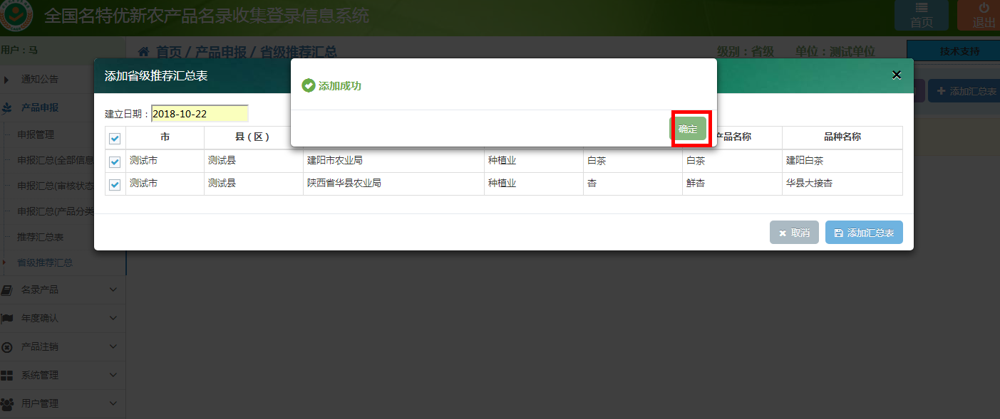 全国名特优新农产品名录收集登录信息系统
首页
退出
用户：马
首页 / 产品申报 / 省级推荐汇总
级别：省级
单位：测试单位
技术支持
通知公告
添加汇总表
产品申报
申报管理
申报汇总(全部信息
申报汇总(审核状态
申报汇总(产品分类
推荐汇总表
省级推荐汇总
名录产品
年度确认
产品注销
系统管理
用户管理
添加省级推荐汇总表
添加成功
确定
建立日期：2018-10-22
市 县（区） 产品名称 品种名称
测试市 测试县 建阳市农业局 种植业 白茶 白茶 建阳白茶
测试市 测试县 陕西省华县农业局 种植业 杏 鲜杏 华县大接杏
取消
添加汇总表